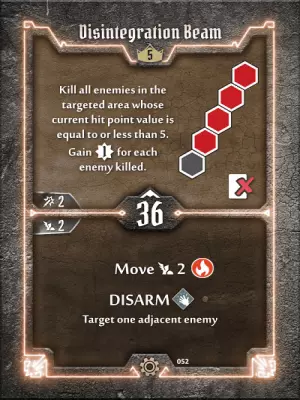 Disintegration Beam
5
Kill all enemies in the
targeted area whose
current hit point value is
equal to or less than 5.
Gain for each
enemy killed.
2
36
2
Move 2
DISARM
Target one adjacent enemy
052